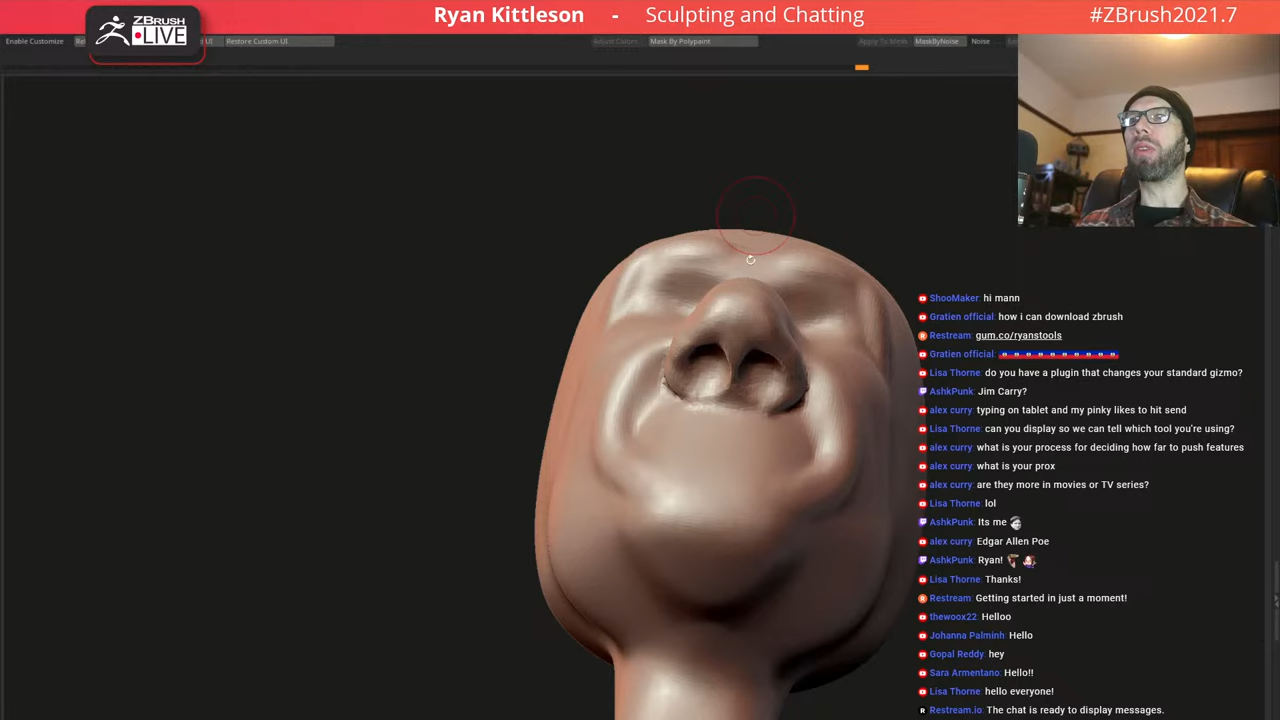 Ryan Kittleson - Sculpting and Chatting #ZBrush2021.7
ZBRUSH
LIVE
Enable Customize
UI
Restore Custom UI
Adjust Colors
Mask By Polypaint
Apply To Mesh
MaskByNoise
Noise
ShooMaker: hi mann
Gratien official: how i can download zbrush
Restream: gum.co/ryanstools
Gratien official:
Lisa Thorne: do you have a plugin that changes your standard gizmo?
AshkPunk: Jim Carry?
alex curry: typing on tablet and my pinky likes to hit send
Lisa Thorne: can you display so we can tell which tool you're using?
alex curry: what is your process for deciding how far to push features
alex curry: what is your prox
alex curry: are they more in movies or TV series?
Lisa Thorne: lol
AshkPunk: Its me
alex curry: Edgar Allen Poe
AshkPunk: Ryan!
Lisa Thorne: Thanks!
Restream: Getting started in just a moment!
thewoox22: Helloo
Johanna Palminh: Hello
Gopal Reddy: hey
Sara Armentano: Hello!!
Lisa Thorne: hello everyone!
Restream.io: The chat is ready to display messages.